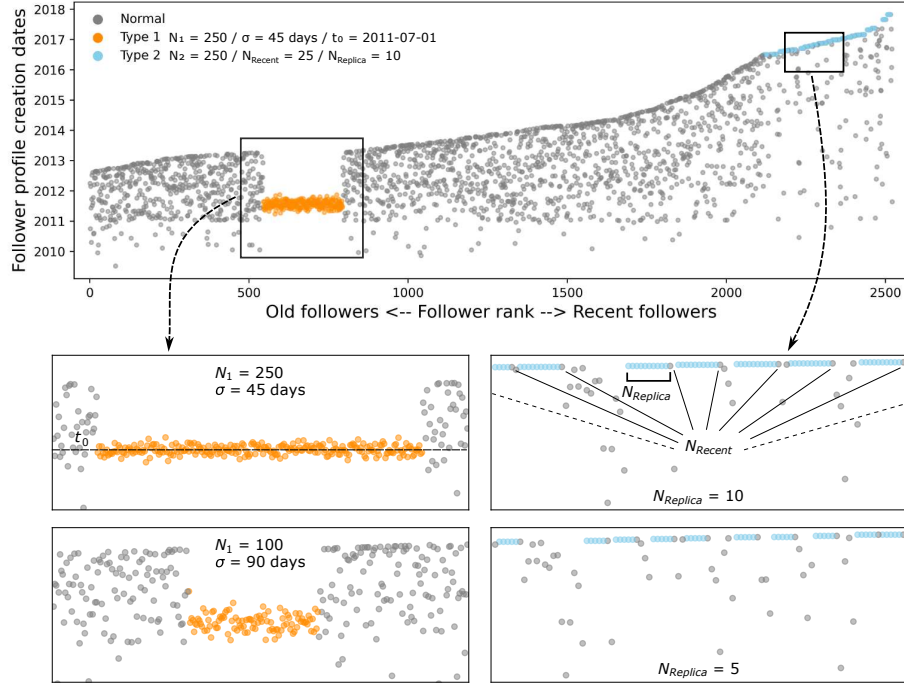 Normal
Type 1 N₁ = 250 / σ = 45 days / t₀ = 2011-07-01
Type 2 N₂ = 250 / N_Recent = 25 / N_Replica = 10
Follower profile creation dates
2018
2017
2016
2015
2014
2013
2012
2011
2010
0 500 1000 1500 2000 2500
Old followers <-- Follower rank --> Recent followers
N₁ = 250
σ = 45 days
t₀
N_Replica
N_Recent
N_Replica = 10
N₁ = 100
σ = 90 days
N_Replica = 5